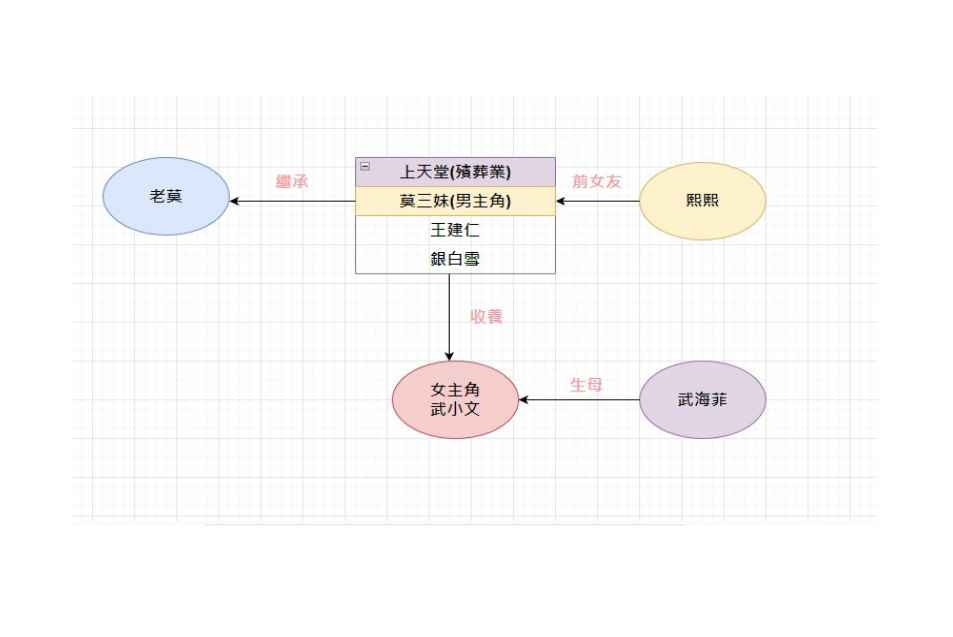 上天堂(殯葬業)
老莫
繼承
莫三妹(男主角)
前女友
熙熙
王建仁
銀白雪
收養
女主角
武小文
生母
武海菲